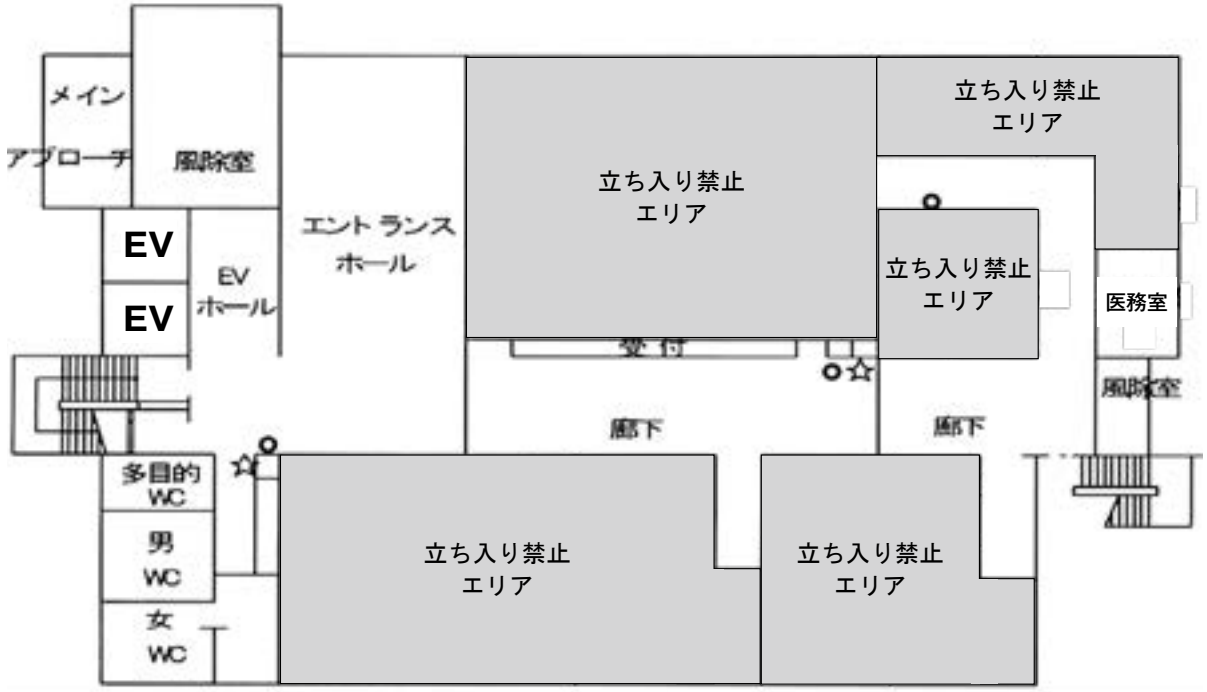 メイン
アプローチ
風除室
立ち入り禁止
エリア
立ち入り禁止
エリア
エントランス
ホール
EV
EV
EV
ホール
立ち入り禁止
エリア
医務室
受付
風除室
廊下
廊下
多目的
WC
男
WC
女
WC
立ち入り禁止
エリア
立ち入り禁止
エリア